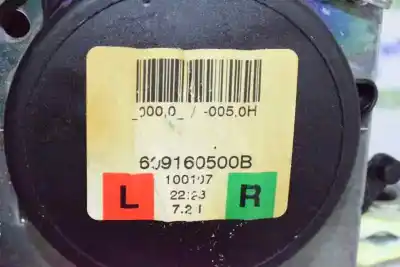 _000,0_ / -005,0H
609160500B
100107
22:23
7.2 I
L R